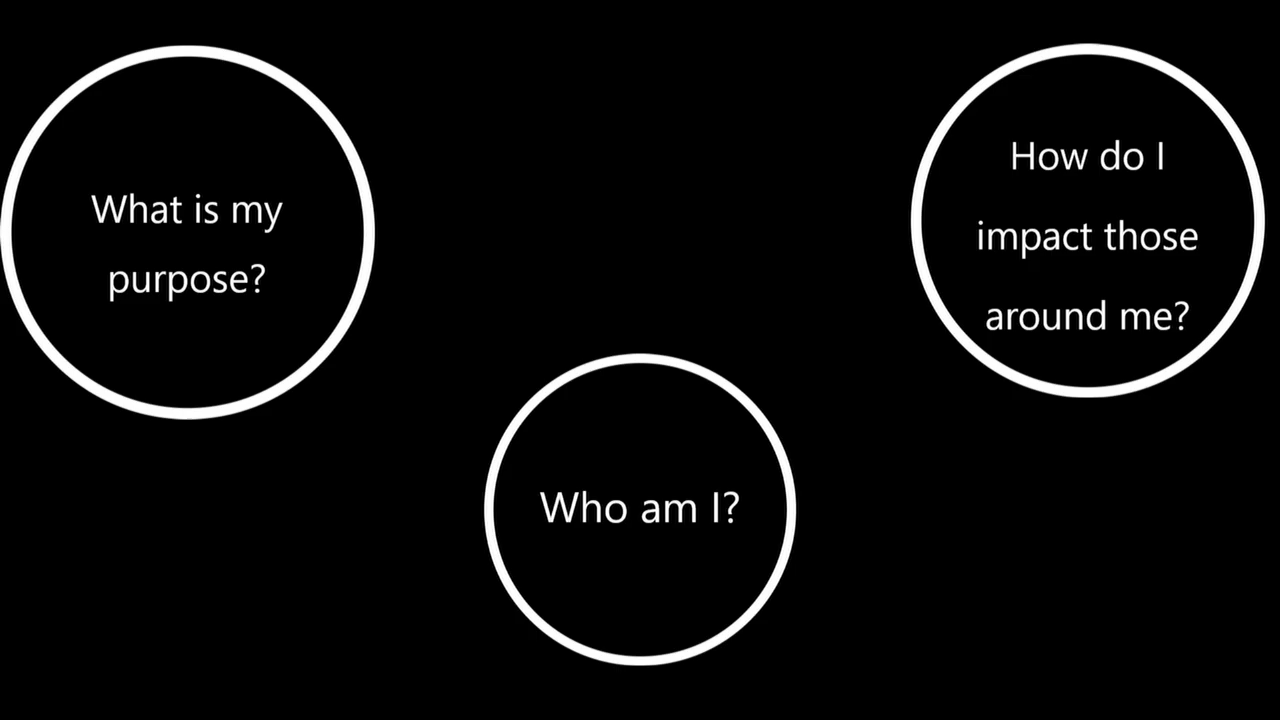 What is my
purpose?
How do I
impact those
around me?
Who am I?